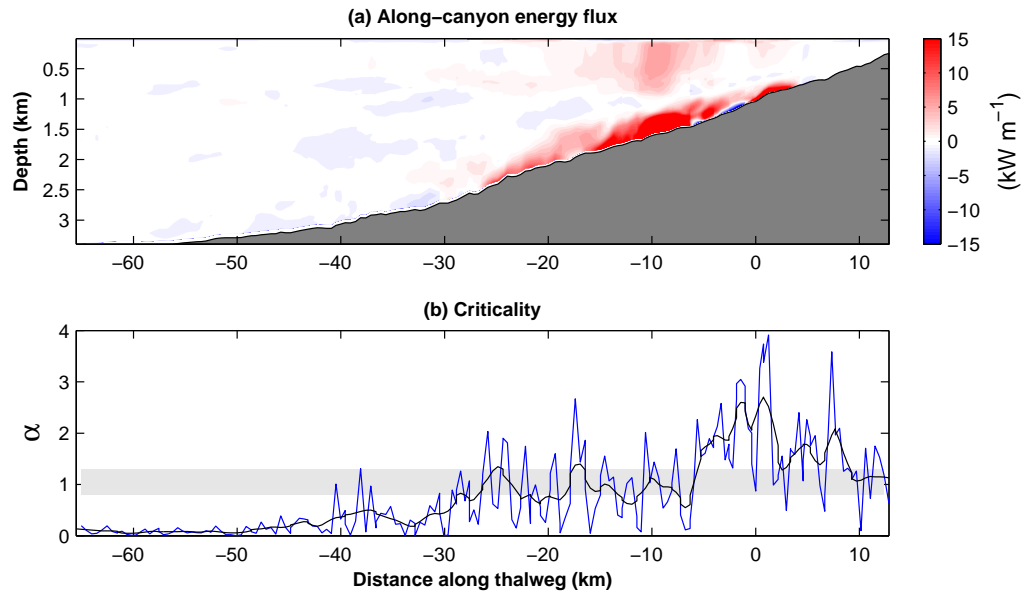 (a) Along−canyon energy flux
0.5
1
1.5
2
2.5
3
Depth (km)
−60 −50 −40 −30 −20 −10 0 10
15
10
5
0
−5
−10
−15
(kW m−1)
(b) Criticality
4
3
2
1
0
α
−60 −50 −40 −30 −20 −10 0 10
Distance along thalweg (km)